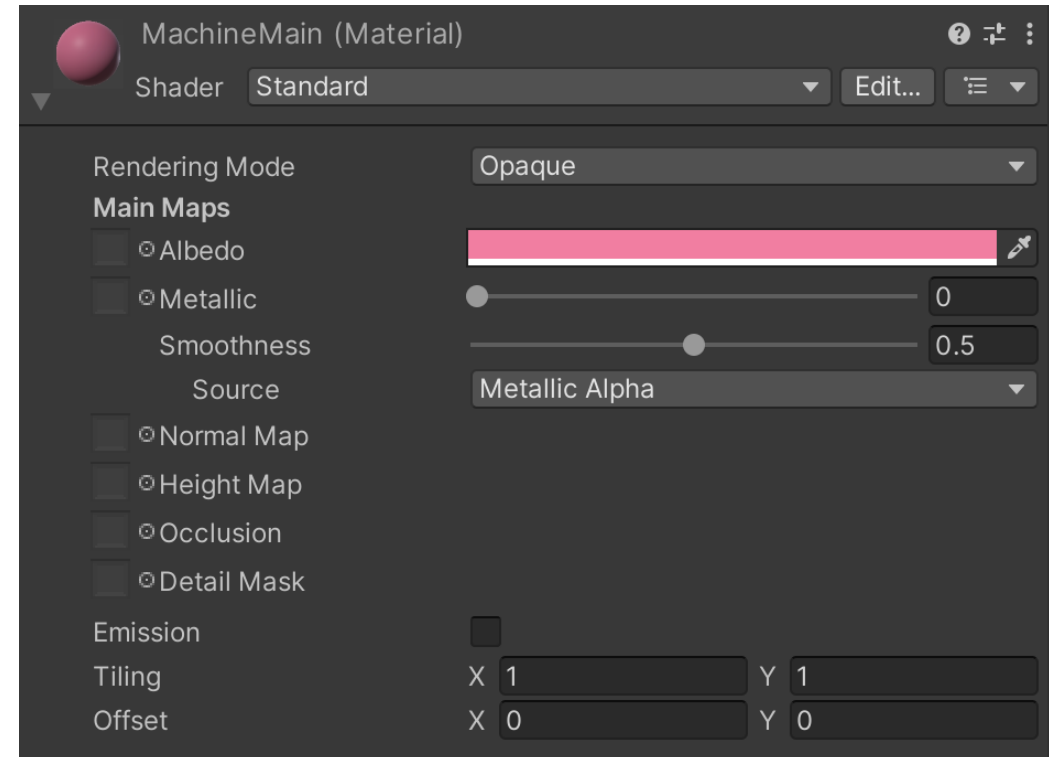 MachineMain (Material)
Shader Standard Edit...
Rendering Mode Opaque
Main Maps
Albedo
Metallic 0
Smoothness 0.5
Source Metallic Alpha
Normal Map
Height Map
Occlusion
Detail Mask
Emission
Tiling X 1 Y 1
Offset X 0 Y 0